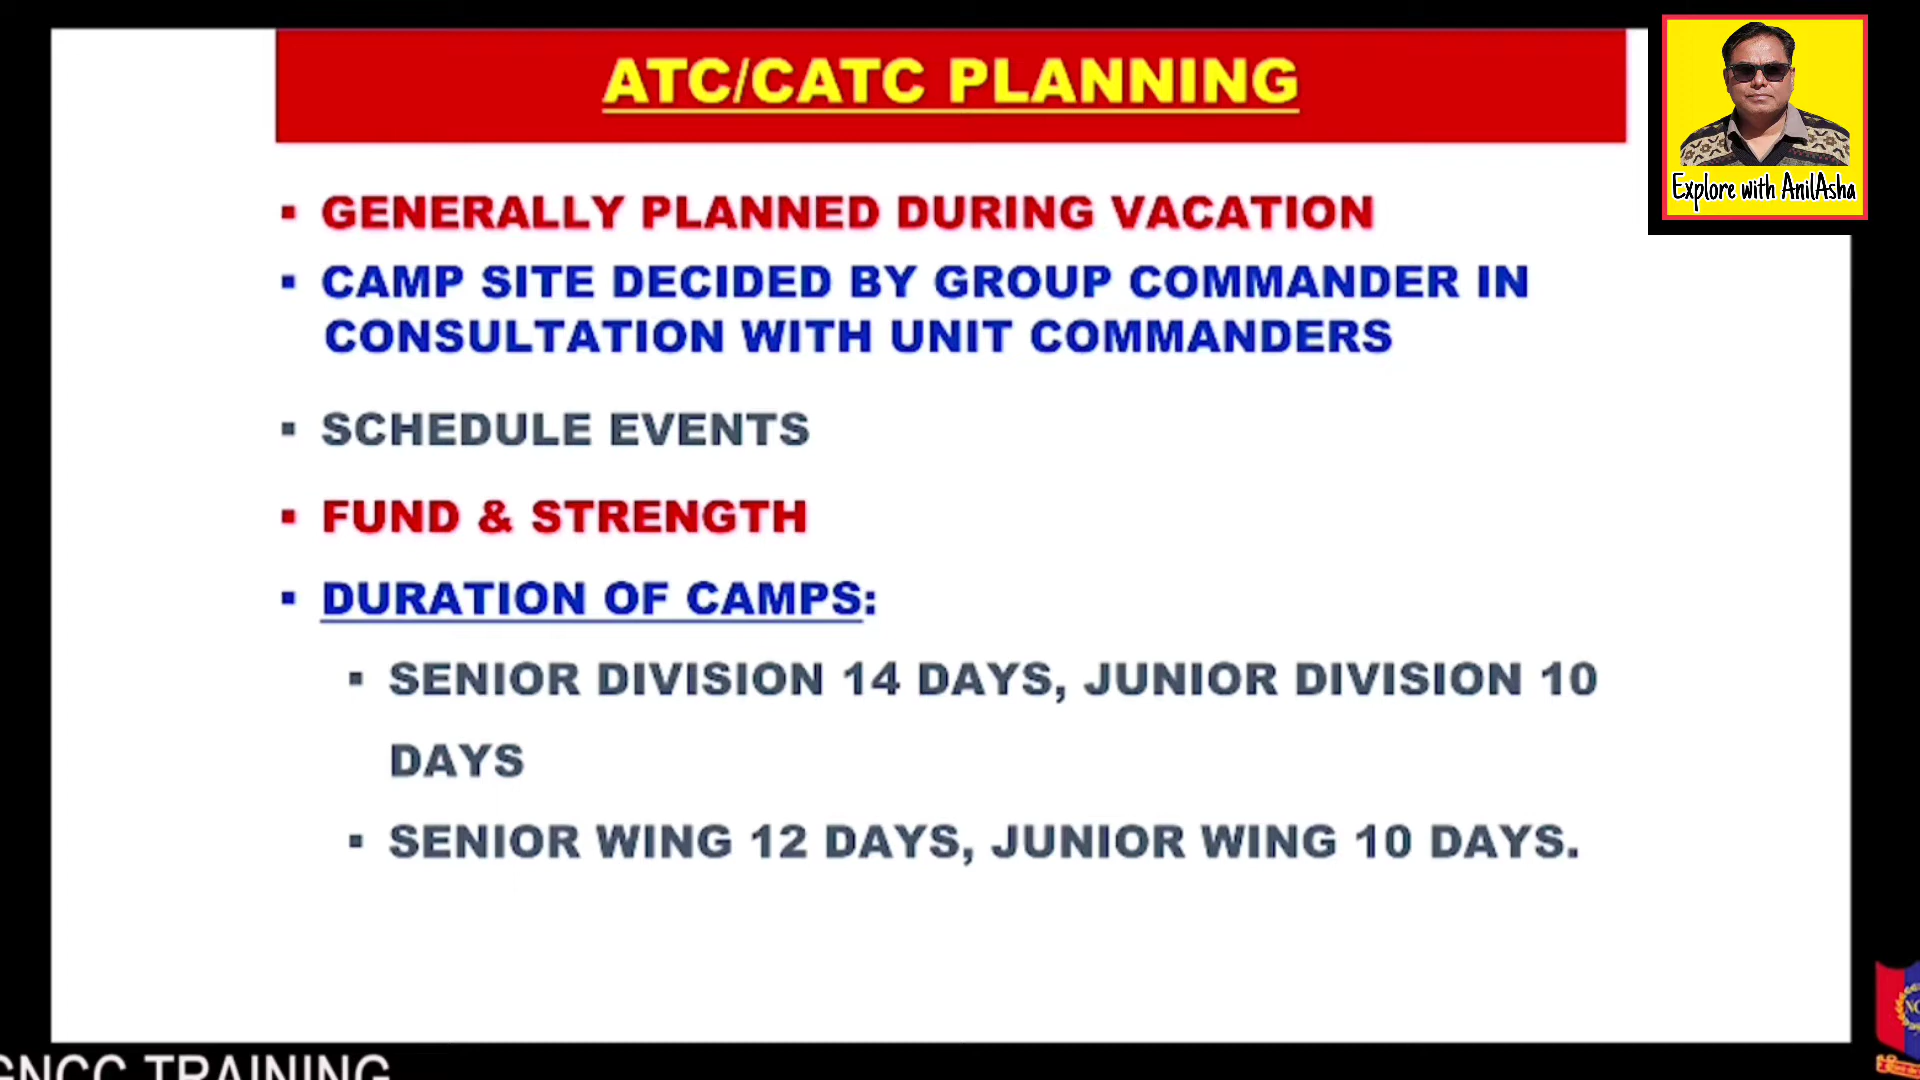 ATC/CATC PLANNING
Explore with AnilAsha
▪ GENERALLY PLANNED DURING VACATION
▪ CAMP SITE DECIDED BY GROUP COMMANDER IN
CONSULTATION WITH UNIT COMMANDERS
▪ SCHEDULE EVENTS
▪ FUND & STRENGTH
▪ DURATION OF CAMPS:
▪ SENIOR DIVISION 14 DAYS, JUNIOR DIVISION 10
DAYS
▪ SENIOR WING 12 DAYS, JUNIOR WING 10 DAYS.
GNCC TRAINING